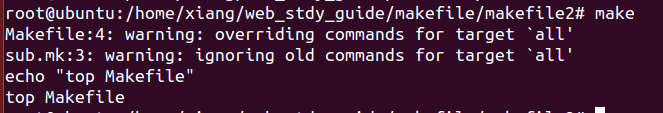 root@ubuntu:/home/xiang/web_stdy_guide/makefile/makefile2# make
Makefile:4: warning: overriding commands for target `all'
sub.mk:3: warning: ignoring old commands for target `all'
echo "top Makefile"
top Makefile